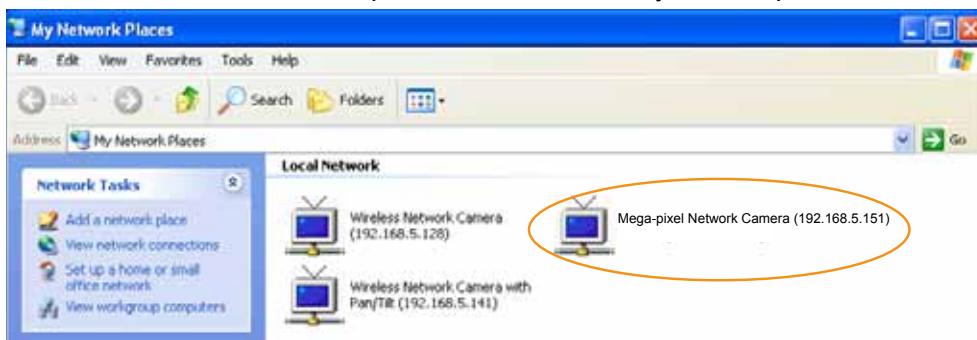 My Network Places
File Edit View Favorites Tools Help
Back Search Folders
Address My Network Places Go
Local Network
Network Tasks
Add a network place
View network connections
Set up a home or small
office network
View workgroup computers
Wireless Network Camera
(192.168.5.128)
Mega-pixel Network Camera (192.168.5.151)
Wireless Network Camera with
Pan/Tilt (192.168.5.141)